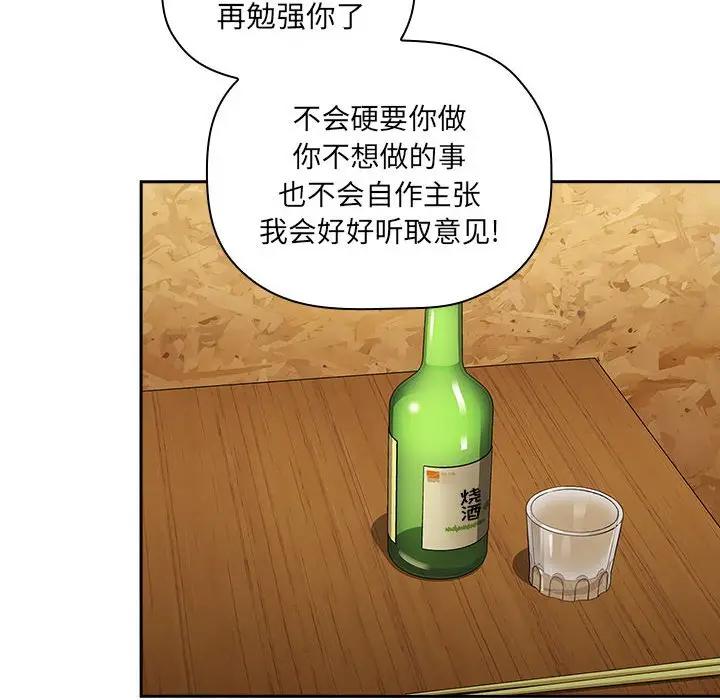 再勉强你了
不会硬要你做
你不想做的事
也不会自作主张
我会好好听取意见!
烧
酒